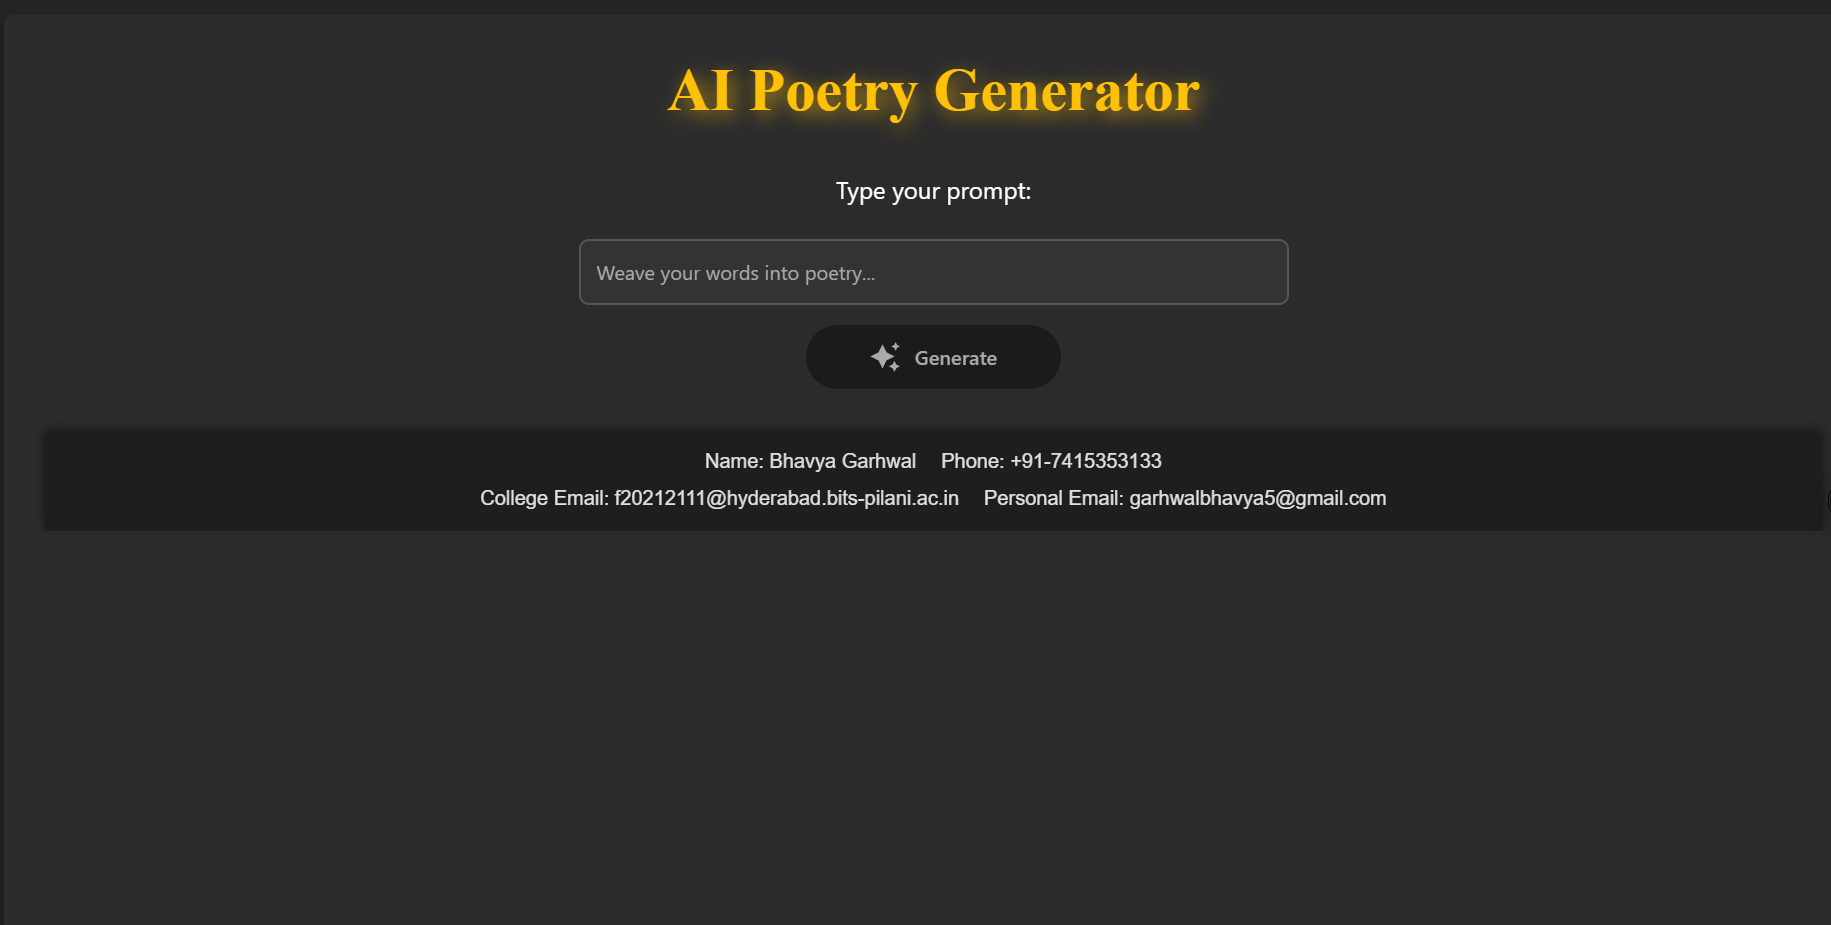 AI Poetry Generator
Type your prompt:
Weave your words into poetry...
Generate
Name: Bhavya Garhwal Phone: +91-7415353133
College Email: f20212111@hyderabad.bits-pilani.ac.in Personal Email: garhwalbhavya5@gmail.com